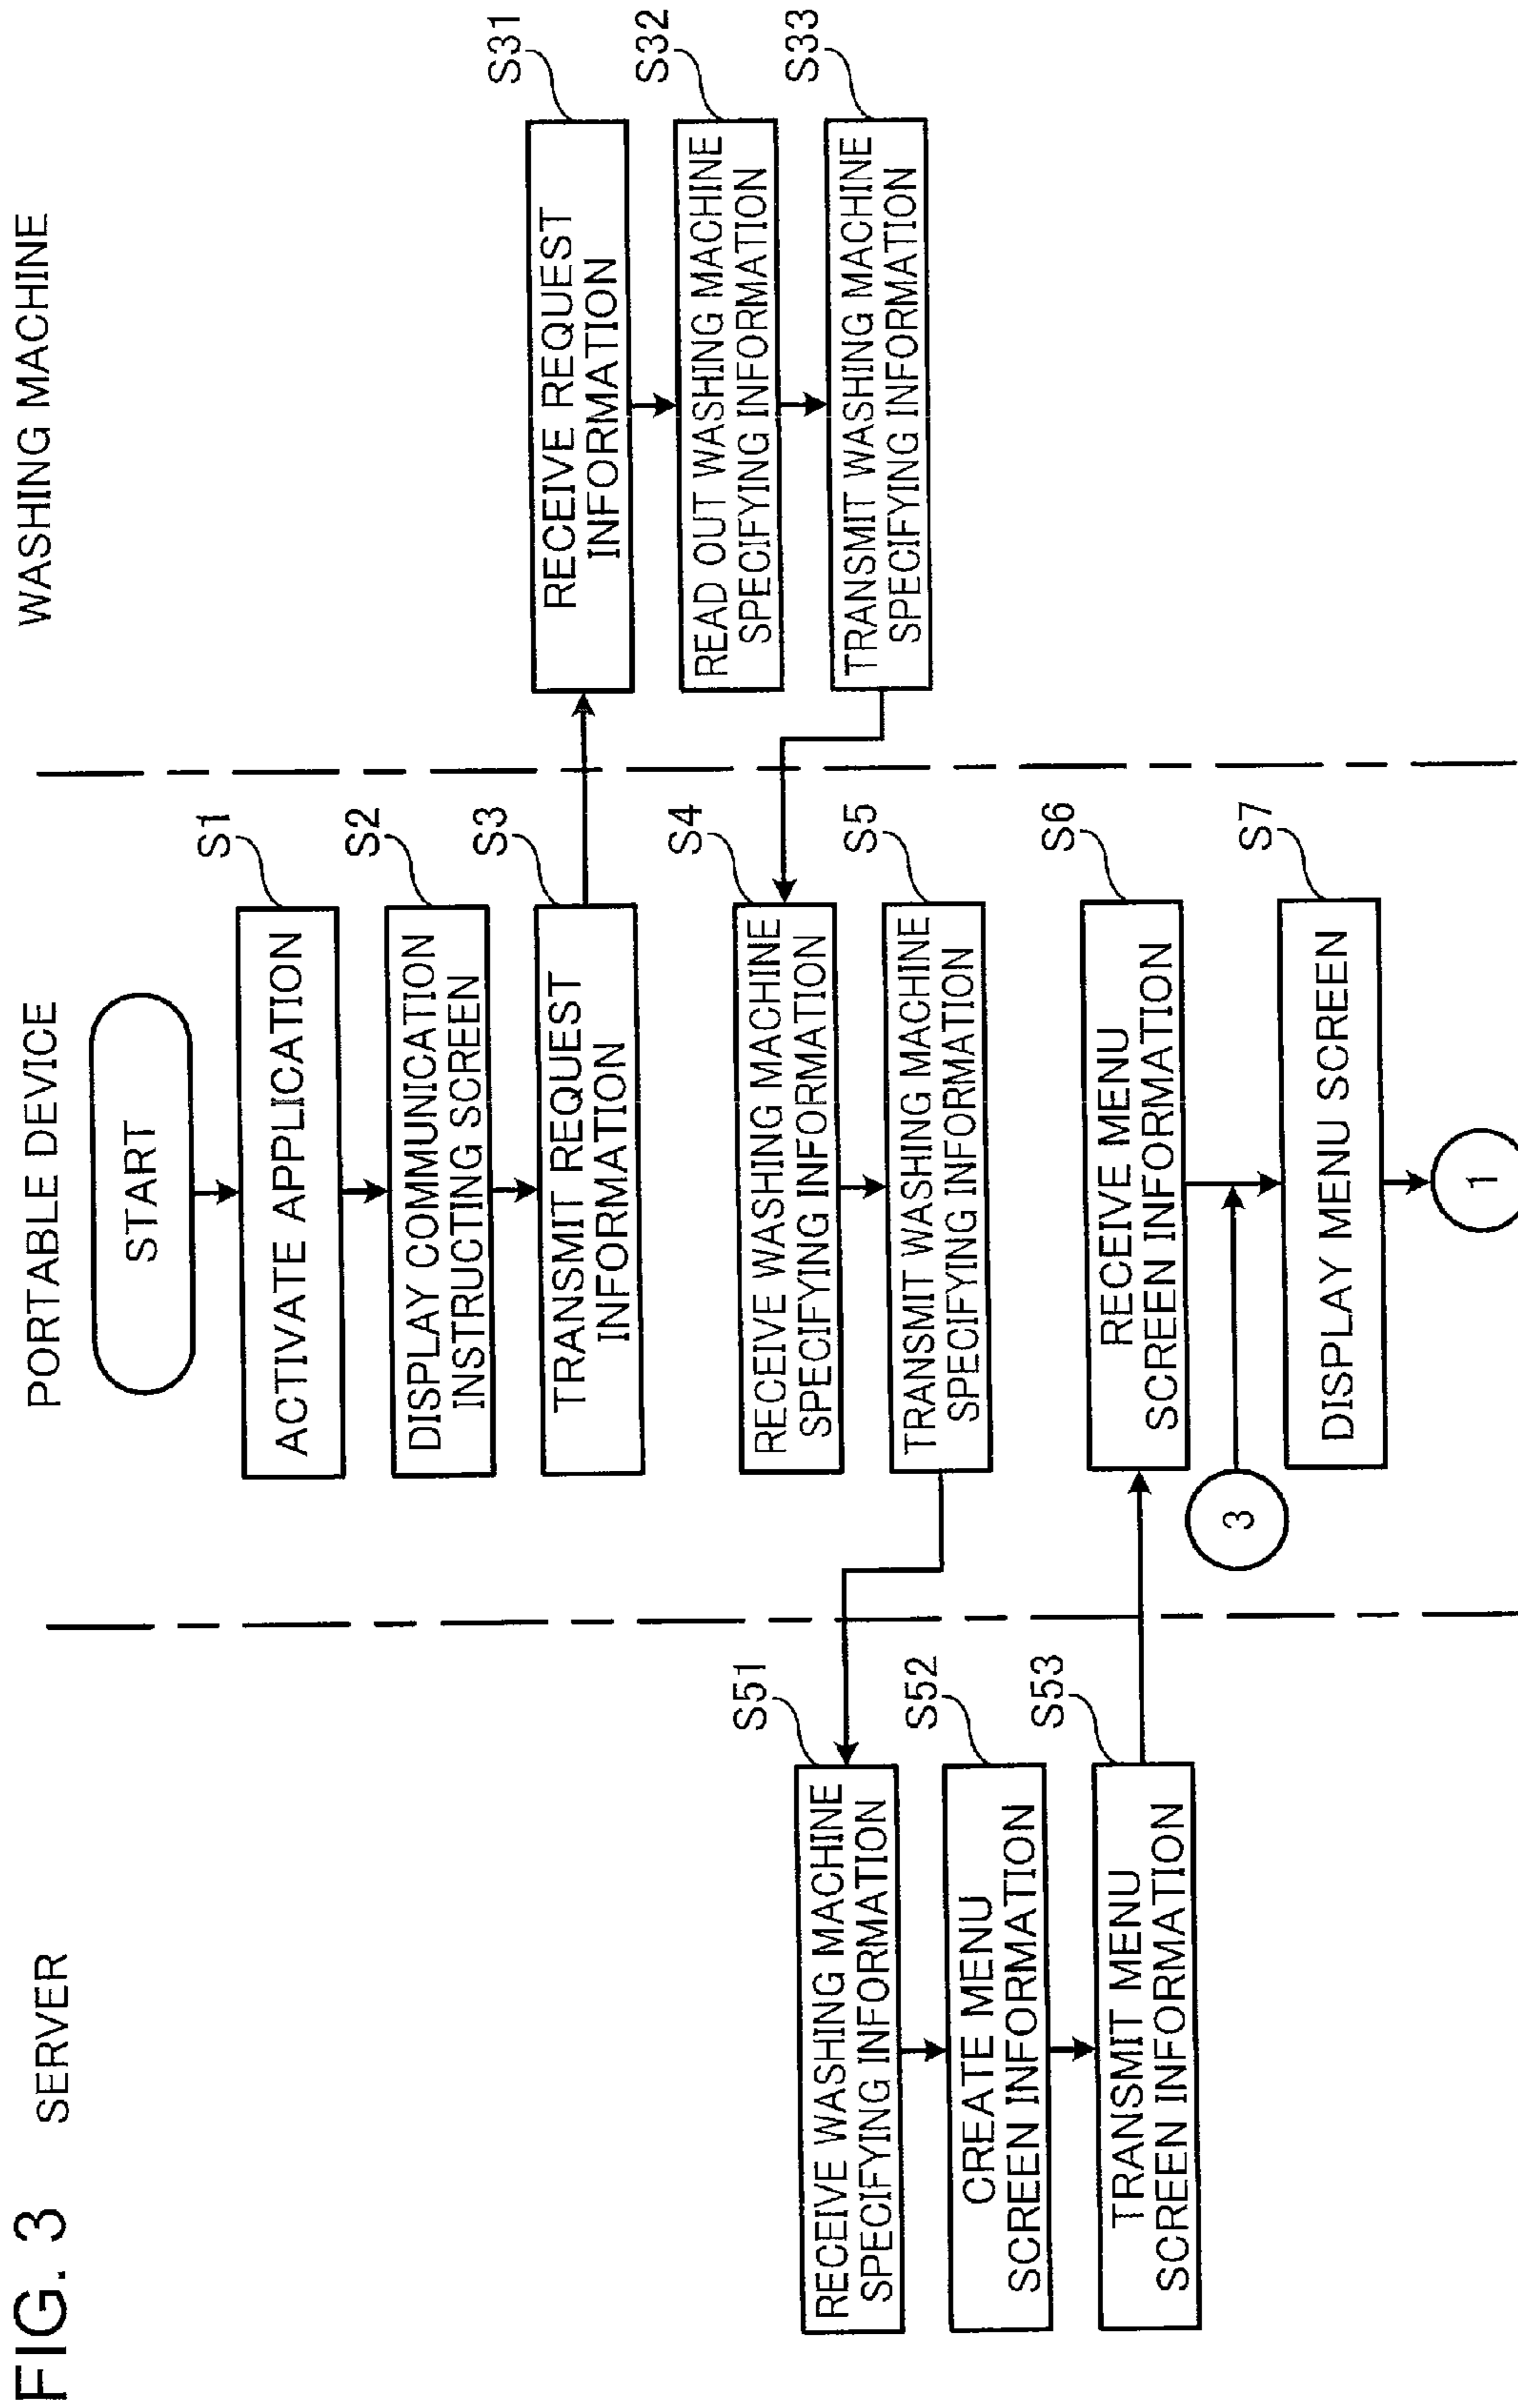 FIG. 3
SERVER
PORTABLE DEVICE
WASHING MACHINE
START
S1
ACTIVATE APPLICATION
S2
DISPLAY COMMUNICATION
INSTRUCTING SCREEN
S3
TRANSMIT REQUEST
INFORMATION
S31
RECEIVE REQUEST
INFORMATION
S32
READ OUT WASHING MACHINE
SPECIFYING INFORMATION
S33
TRANSMIT WASHING MACHINE
SPECIFYING INFORMATION
S4
RECEIVE WASHING MACHINE
SPECIFYING INFORMATION
S5
TRANSMIT WASHING MACHINE
SPECIFYING INFORMATION
S51
RECEIVE WASHING MACHINE
SPECIFYING INFORMATION
S52
CREATE MENU
SCREEN INFORMATION
S53
TRANSMIT MENU
SCREEN INFORMATION
S6
RECEIVE MENU
SCREEN INFORMATION
3
S7
DISPLAY MENU SCREEN
1